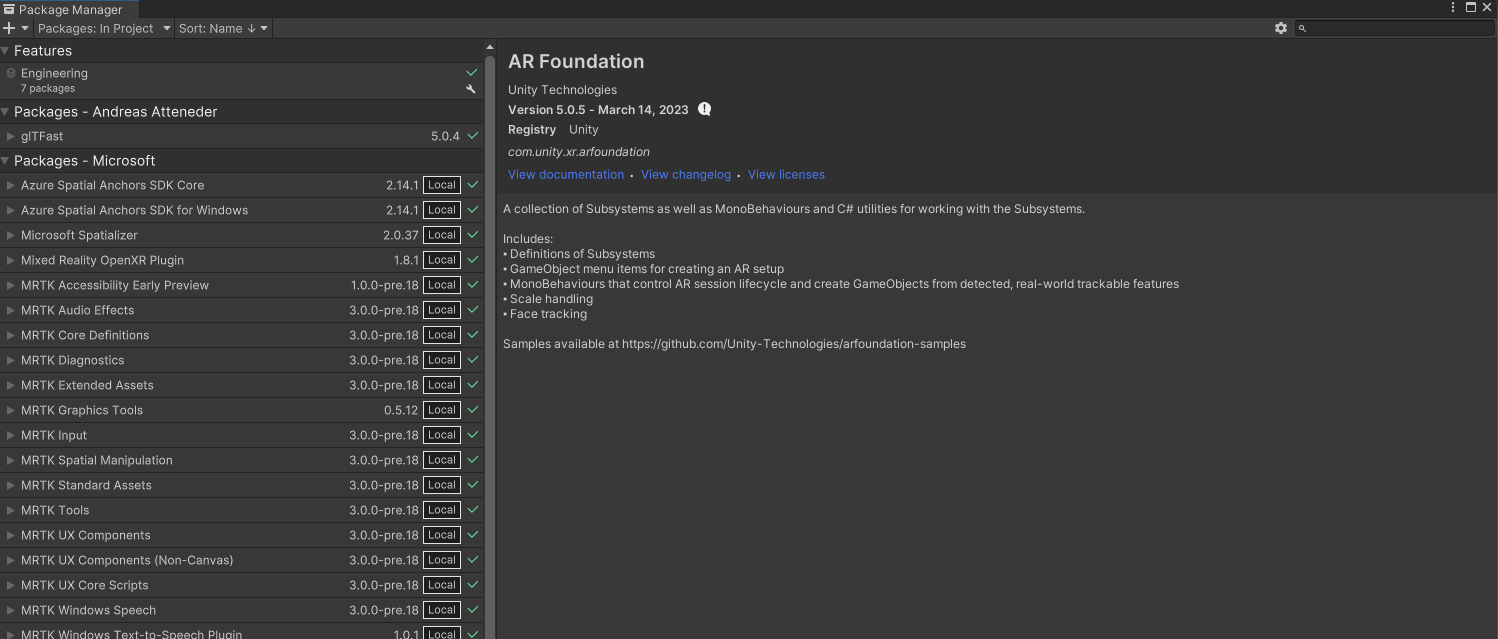 Package Manager
Packages: In Project
Sort: Name ↓
Features
Engineering
7 packages
Packages - Andreas Atteneder
glTFast 5.0.4
Packages - Microsoft
Azure Spatial Anchors SDK Core 2.14.1 Local
Azure Spatial Anchors SDK for Windows 2.14.1 Local
Microsoft Spatializer 2.0.37 Local
Mixed Reality OpenXR Plugin 1.8.1 Local
MRTK Accessibility Early Preview 1.0.0-pre.18 Local
MRTK Audio Effects 3.0.0-pre.18 Local
MRTK Core Definitions 3.0.0-pre.18 Local
MRTK Diagnostics 3.0.0-pre.18 Local
MRTK Extended Assets 3.0.0-pre.18 Local
MRTK Graphics Tools 0.5.12 Local
MRTK Input 3.0.0-pre.18 Local
MRTK Spatial Manipulation 3.0.0-pre.18 Local
MRTK Standard Assets 3.0.0-pre.18 Local
MRTK Tools 3.0.0-pre.18 Local
MRTK UX Components 3.0.0-pre.18 Local
MRTK UX Components (Non-Canvas) 3.0.0-pre.18 Local
MRTK UX Core Scripts 3.0.0-pre.18 Local
MRTK Windows Speech 3.0.0-pre.18 Local
MRTK Windows Text-to-Speech Plugin 1.0.1 Local
AR Foundation
Unity Technologies
Version 5.0.5 - March 14, 2023
Registry Unity
com.unity.xr.arfoundation
View documentation • View changelog • View licenses
A collection of Subsystems as well as MonoBehaviours and C# utilities for working with the Subsystems.
Includes:
• Definitions of Subsystems
• GameObject menu items for creating an AR setup
• MonoBehaviours that control AR session lifecycle and create GameObjects from detected, real-world trackable features
• Scale handling
• Face tracking
Samples available at https://github.com/Unity-Technologies/arfoundation-samples